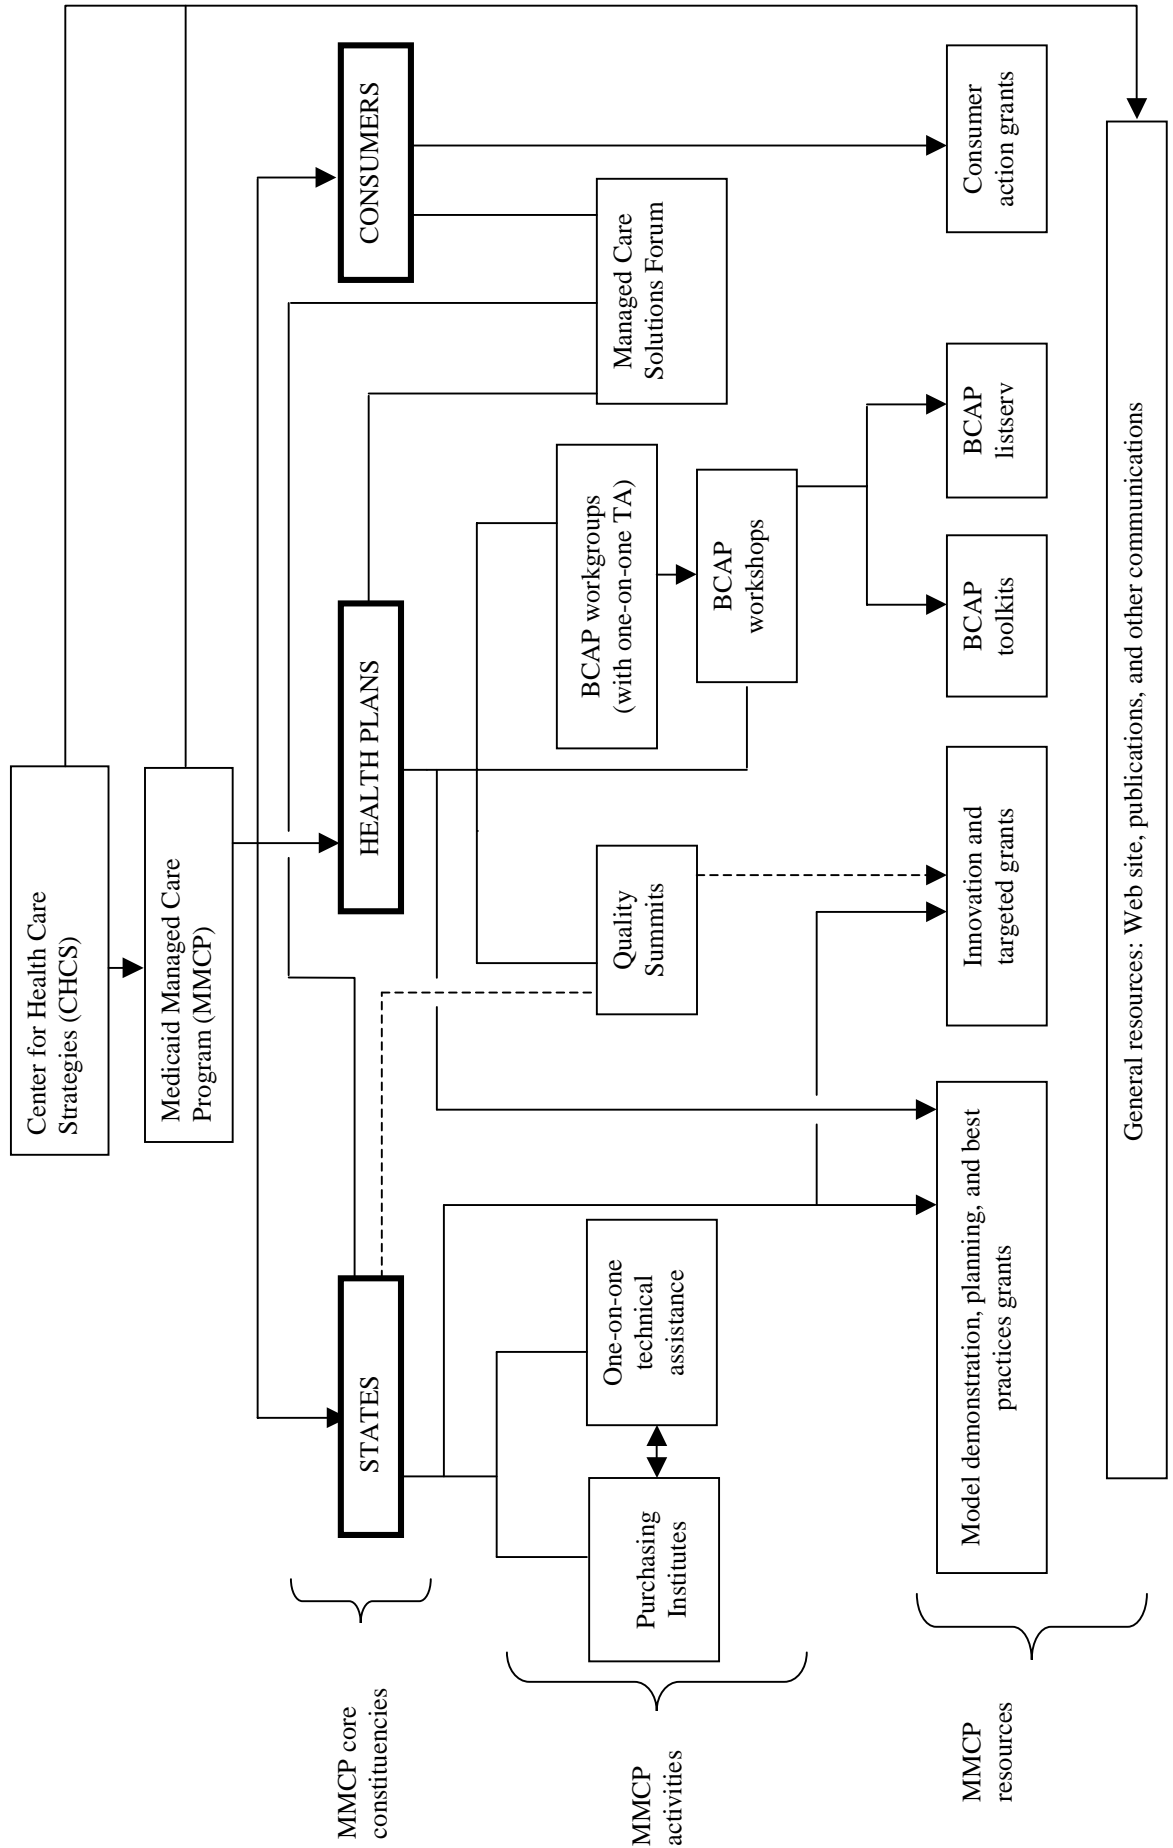 Center for Health Care
Strategies (CHCS)
Medicaid Managed Care
Program (MMCP)
MMCP core
constituencies
STATES
HEALTH PLANS
CONSUMERS
MMCP
activities
Purchasing
Institutes
One-on-one
technical
assistance
Quality
Summits
BCAP workgroups
(with one-on-one TA)
BCAP
workshops
Managed Care
Solutions Forum
MMCP
resources
Model demonstration, planning, and best
practices grants
Innovation and
targeted grants
BCAP
toolkits
BCAP
listserv
Consumer
action grants
General resources: Web site, publications, and other communications